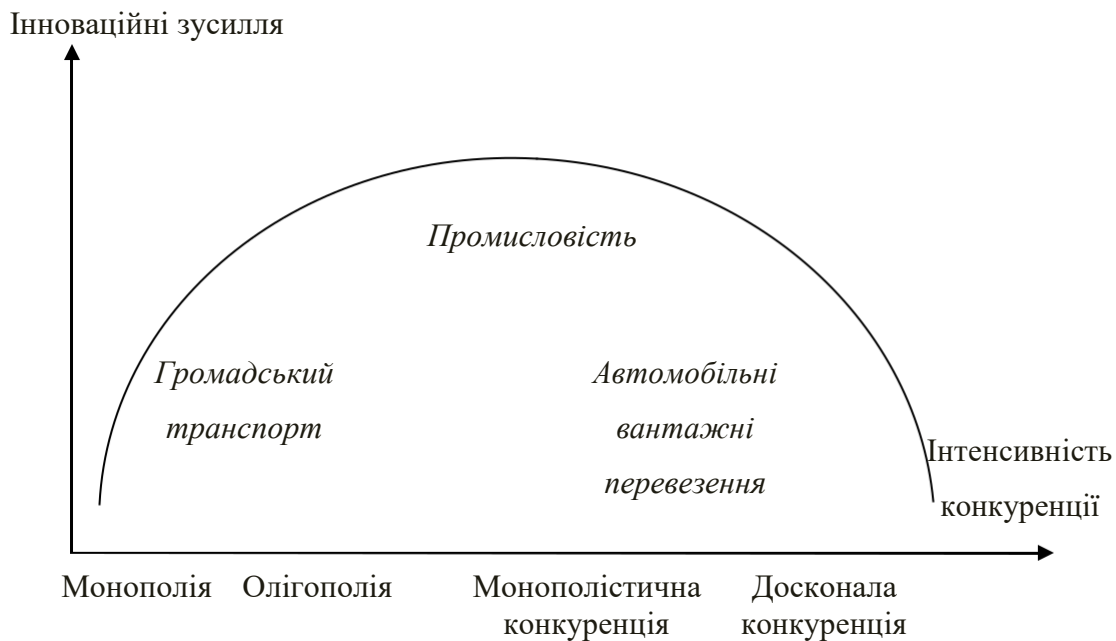 Інноваційні зусилля
Промисловість
Громадський
транспорт
Автомобільні
вантажні
перевезення
Інтенсивність
конкуренції
Монополія
Олігополія
Монополістична
конкуренція
Досконала
конкуренція